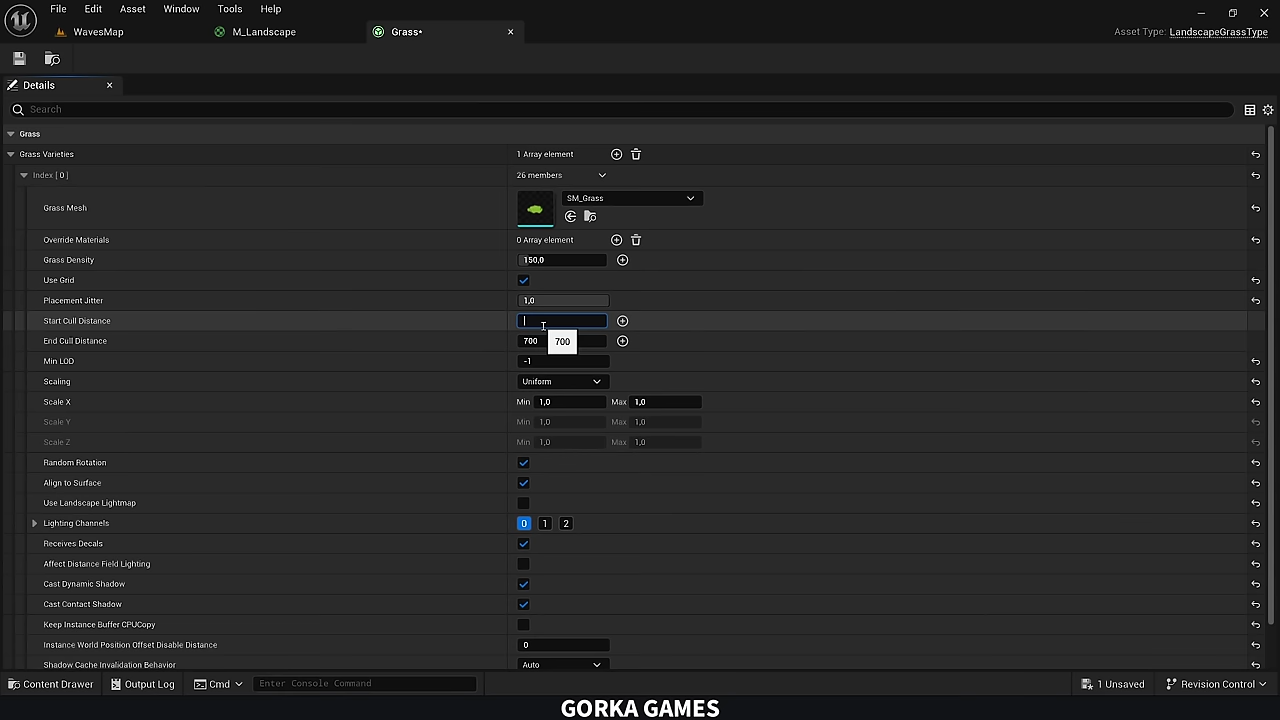 File Edit Asset Window Tools Help
WavesMap M_Landscape Grass•
Asset Type: LandscapeGrassType
Details
Search
Grass
Grass Varieties 1 Array element
Index [ 0 ] 26 members
Grass Mesh SM_Grass
Override Materials 0 Array element
Grass Density 150,0
Use Grid
Placement Jitter 1,0
Start Cull Distance
End Cull Distance 700 700
Min LOD -1
Scaling Uniform
Scale X Min 1,0 Max 1,0
Scale Y Min 1,0 Max 1,0
Scale Z Min 1,0 Max 1,0
Random Rotation
Align to Surface
Use Landscape Lightmap
Lighting Channels 0 1 2
Receives Decals
Affect Distance Field Lighting
Cast Dynamic Shadow
Cast Contact Shadow
Keep Instance Buffer CPUCopy
Instance World Position Offset Disable Distance 0
Shadow Cache Invalidation Behavior Auto
Content Drawer Output Log Cmd Enter Console Command 1 Unsaved Revision Control
GORKA GAMES